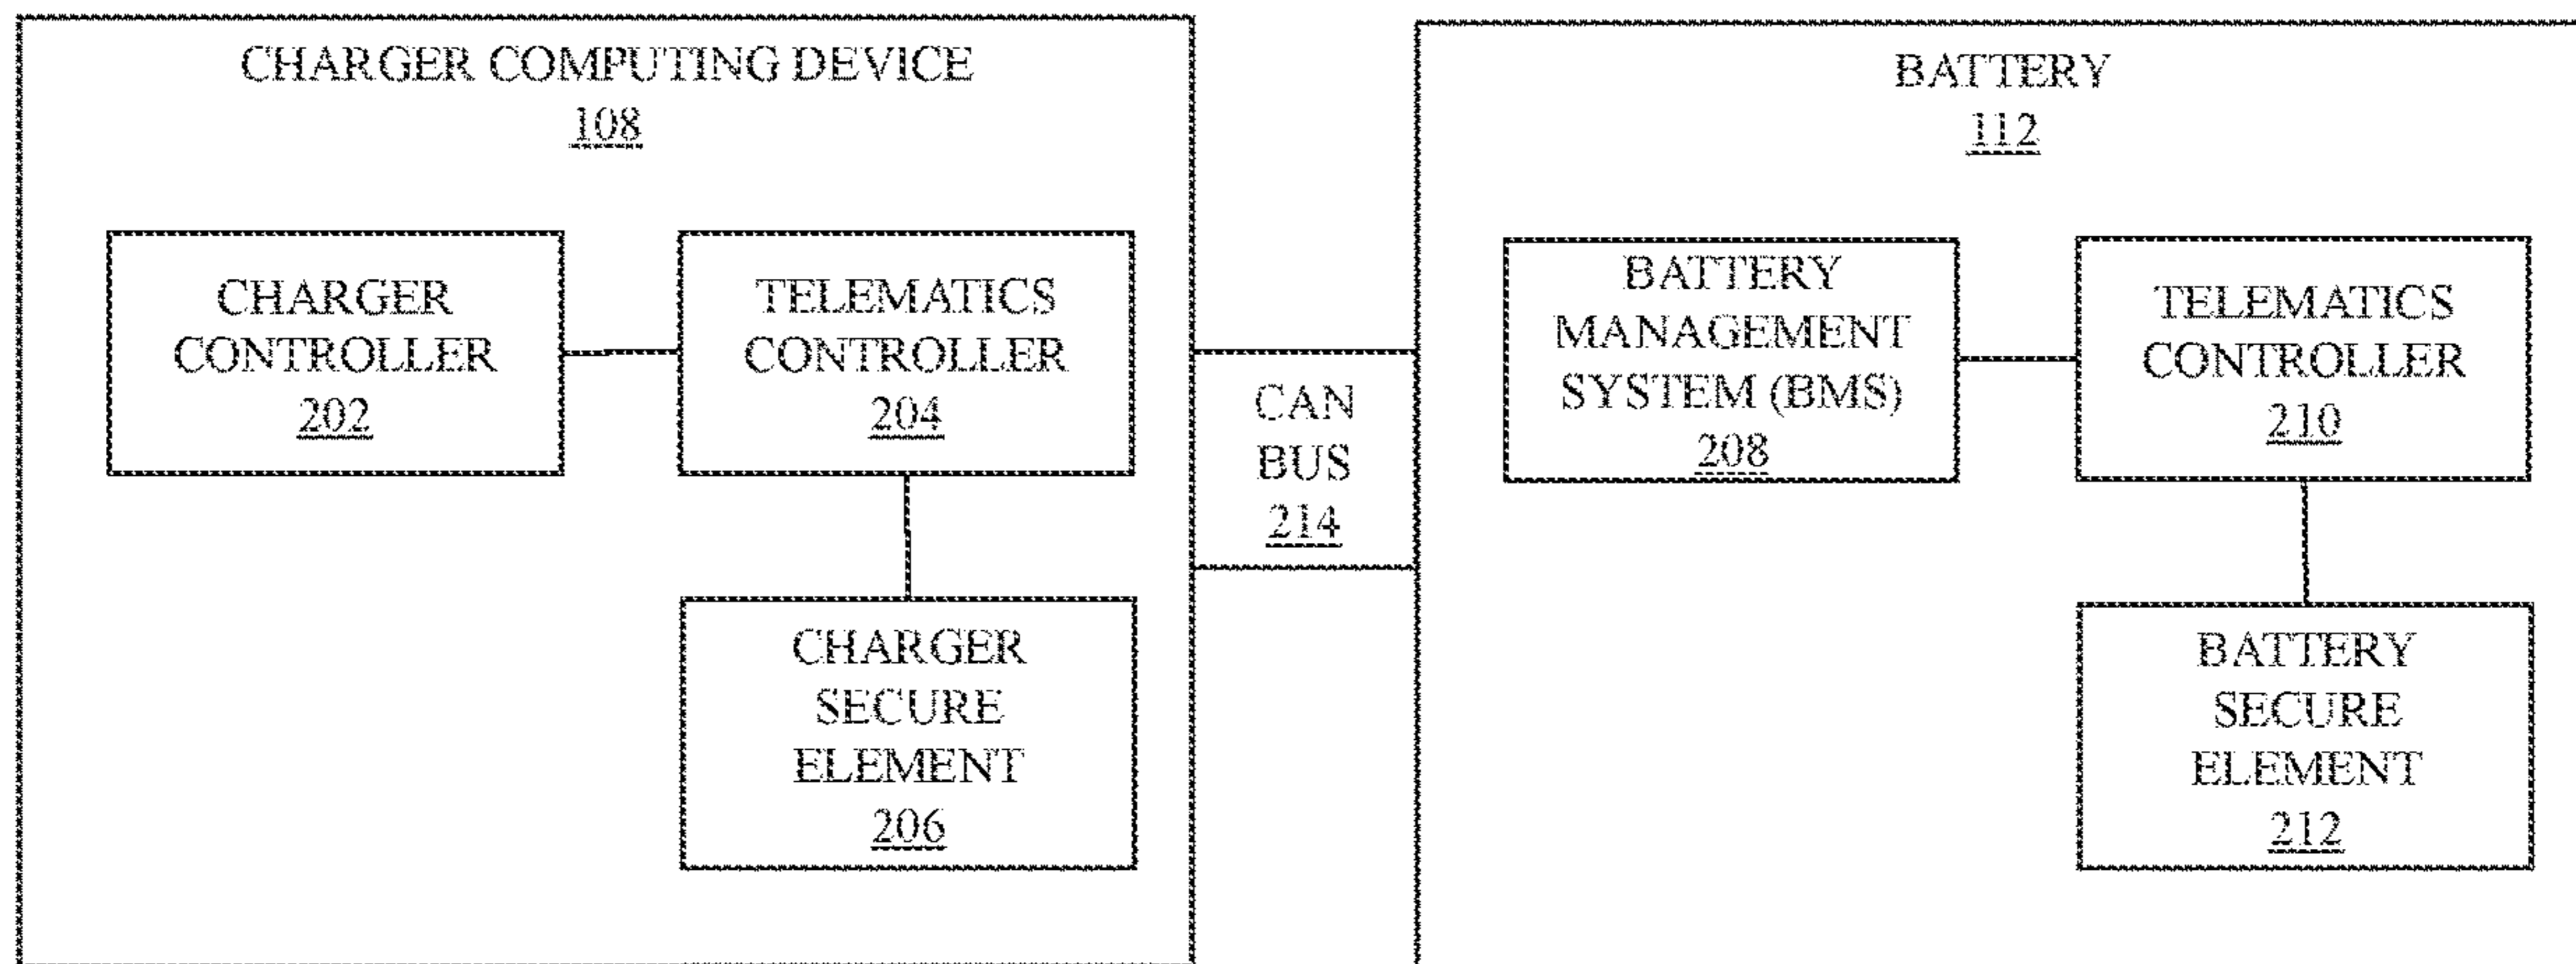 CHARGER COMPUTING DEVICE
108
CHARGER
CONTROLLER
202
TELEMATICS
CONTROLLER
204
CHARGER
SECURE
ELEMENT
206
CAN
BUS
214
BATTERY
112
BATTERY
MANAGEMENT
SYSTEM (BMS)
208
TELEMATICS
CONTROLLER
210
BATTERY
SECURE
ELEMENT
212